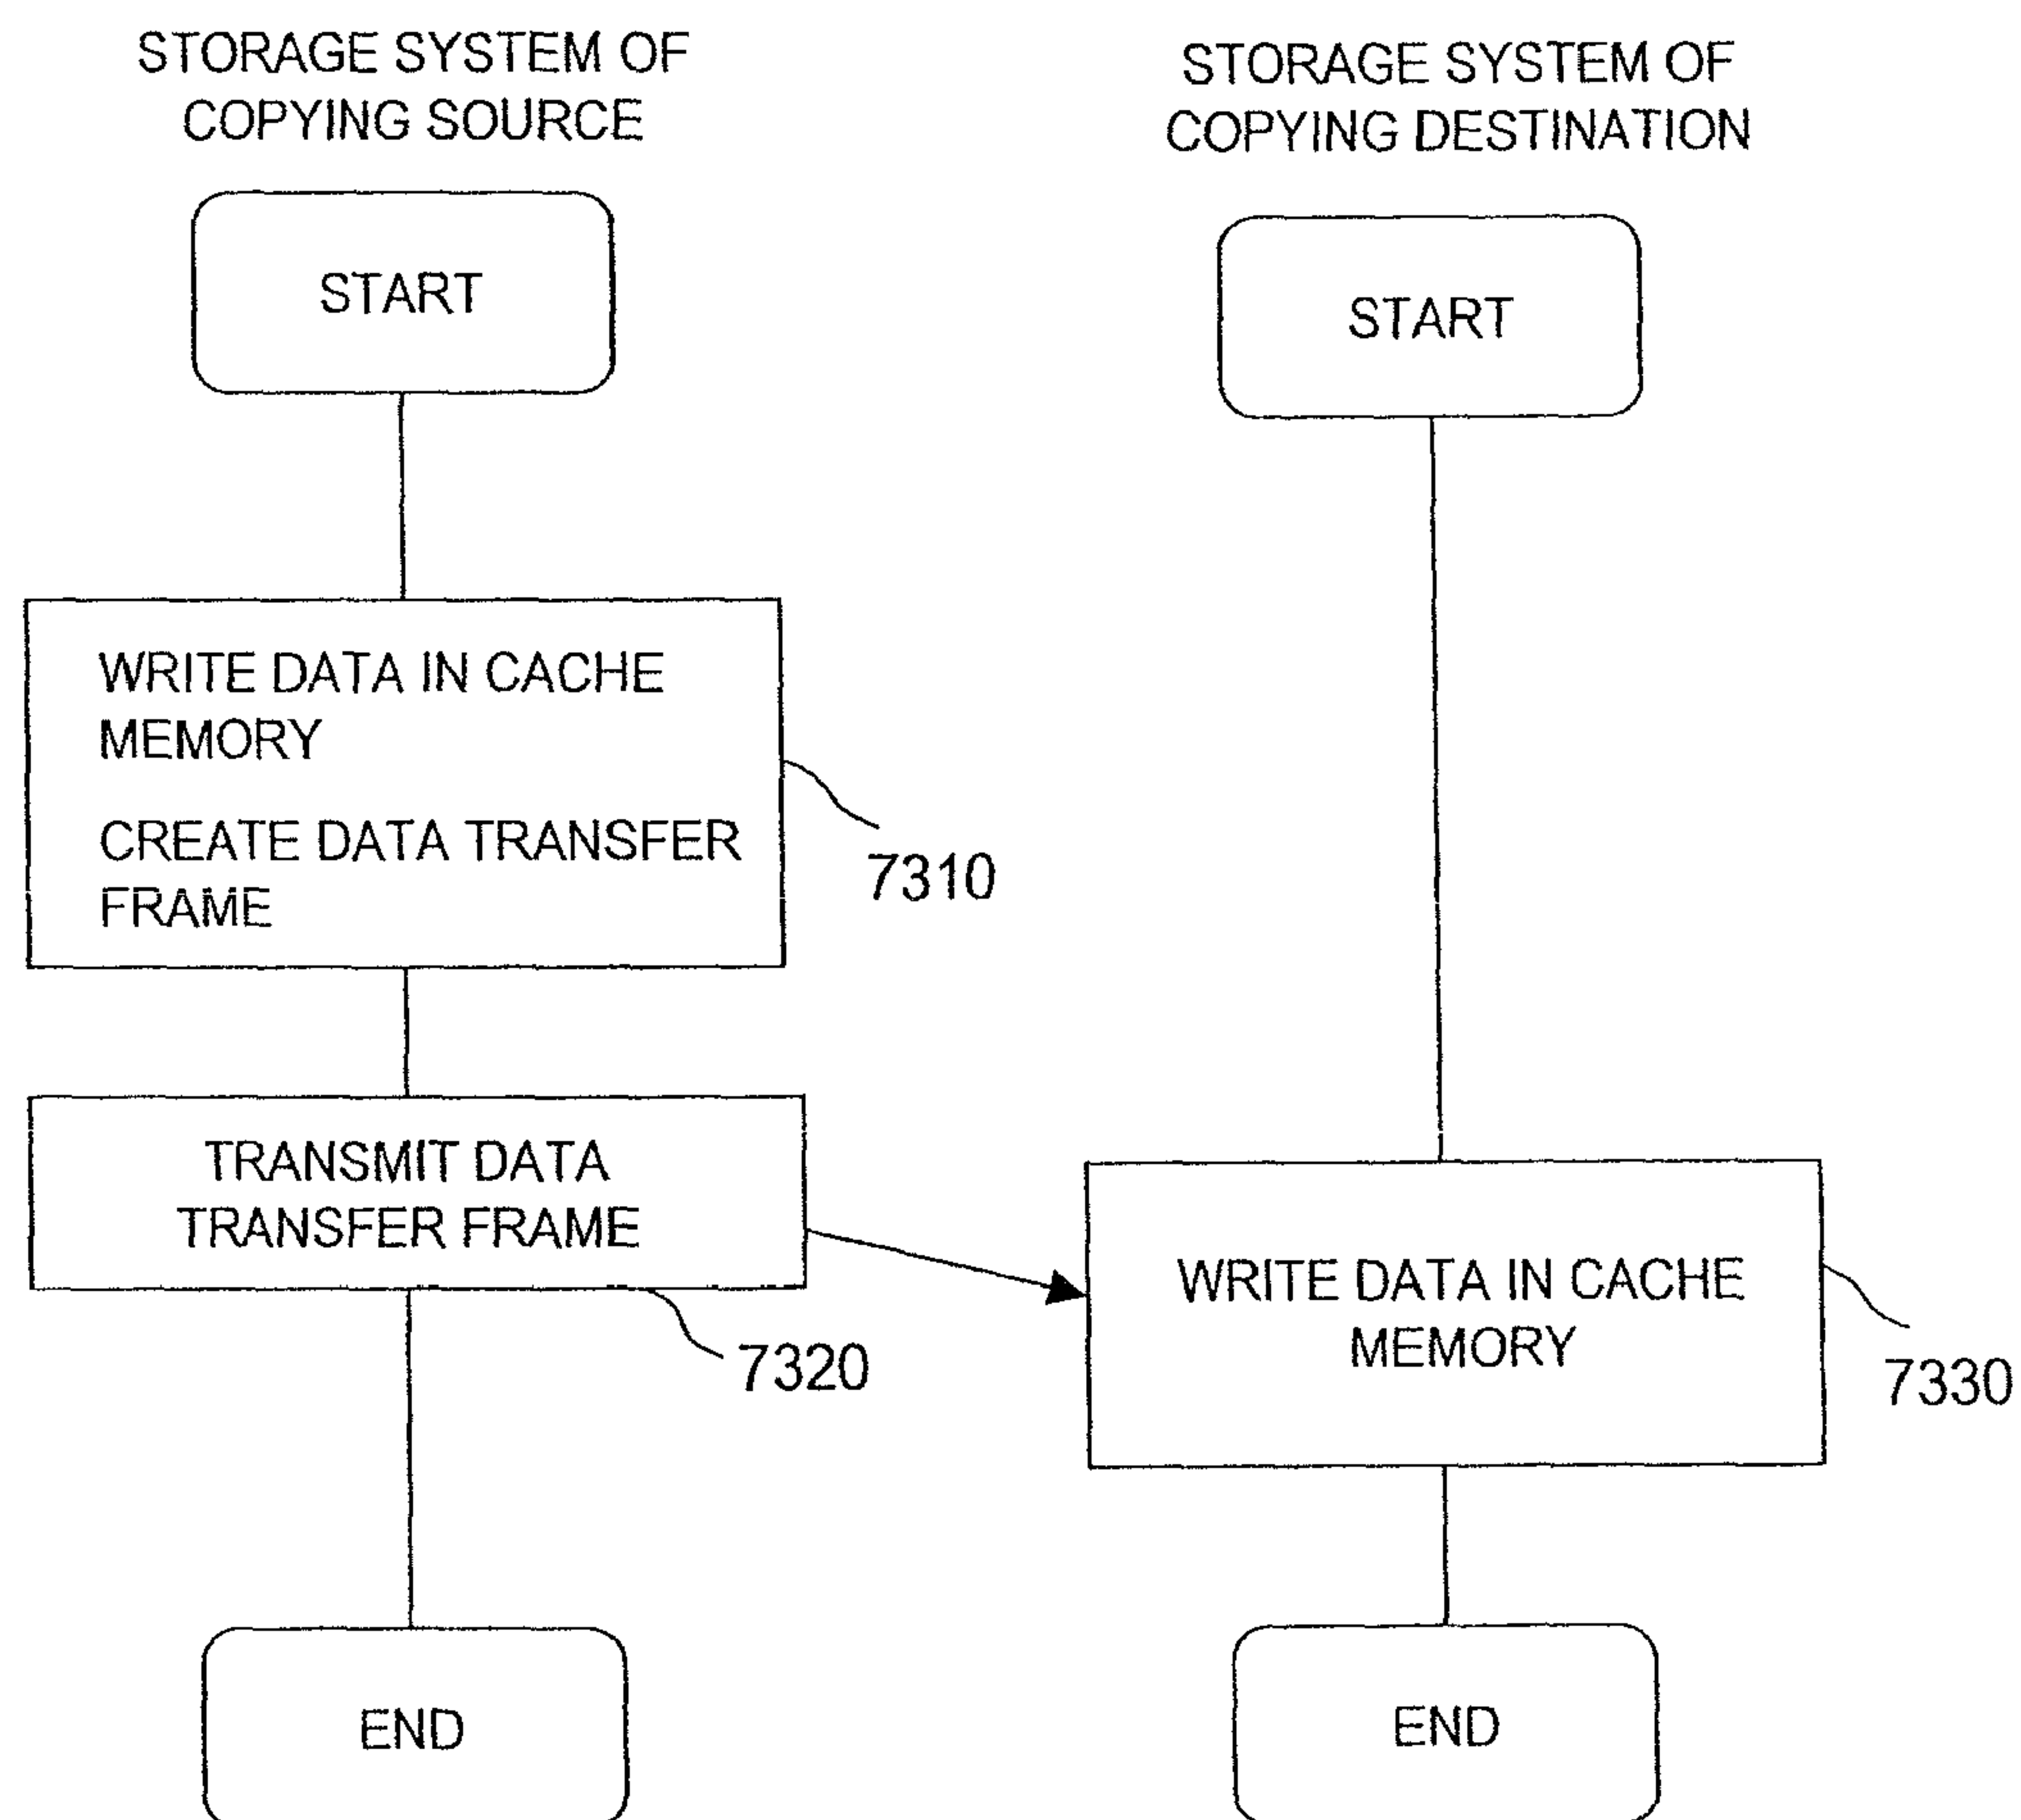 STORAGE SYSTEM OF
COPYING SOURCE
START
WRITE DATA IN CACHE
MEMORY
CREATE DATA TRANSFER
FRAME
7310
TRANSMIT DATA
TRANSFER FRAME
7320
END
STORAGE SYSTEM OF
COPYING DESTINATION
START
WRITE DATA IN CACHE
MEMORY
7330
END